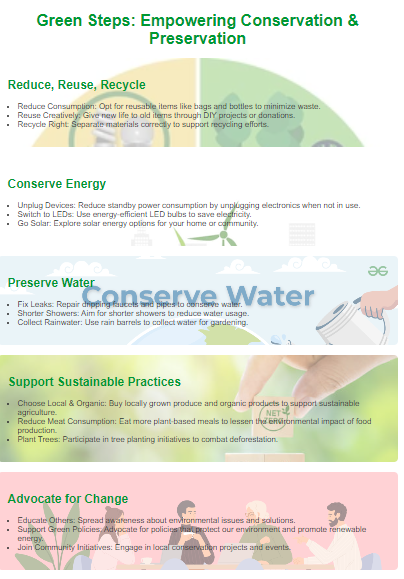 Green Steps: Empowering Conservation &
Preservation
Reduce, Reuse, Recycle
Reduce Consumption: Opt for reusable items like bags and bottles to minimize waste.
Reuse Creatively: Give new life to old items through DIY projects or donations.
Recycle Right: Separate materials correctly to support recycling efforts.
Conserve Energy
Unplug Devices: Reduce standby power consumption by unplugging electronics when not in use.
Switch to LEDs: Use energy-efficient LED bulbs to save electricity.
Go Solar: Explore solar energy options for your home or community.
Preserve Water
Conserve Water
Fix Leaks: Repair dripping faucets and pipes to conserve water.
Shorter Showers: Aim for shorter showers to reduce water usage.
Collect Rainwater: Use rain barrels to collect water for gardening.
Support Sustainable Practices
Choose Local & Organic: Buy locally grown produce and organic products to support sustainable
agriculture.
Reduce Meat Consumption: Eat more plant-based meals to lessen the environmental impact of food
production.
Plant Trees: Participate in tree planting initiatives to combat deforestation.
NET
Advocate for Change
Educate Others: Spread awareness about environmental issues and solutions.
Support Green Policies: Advocate for policies that protect our environment and promote renewable
energy.
Join Community Initiatives: Engage in local conservation projects and events.